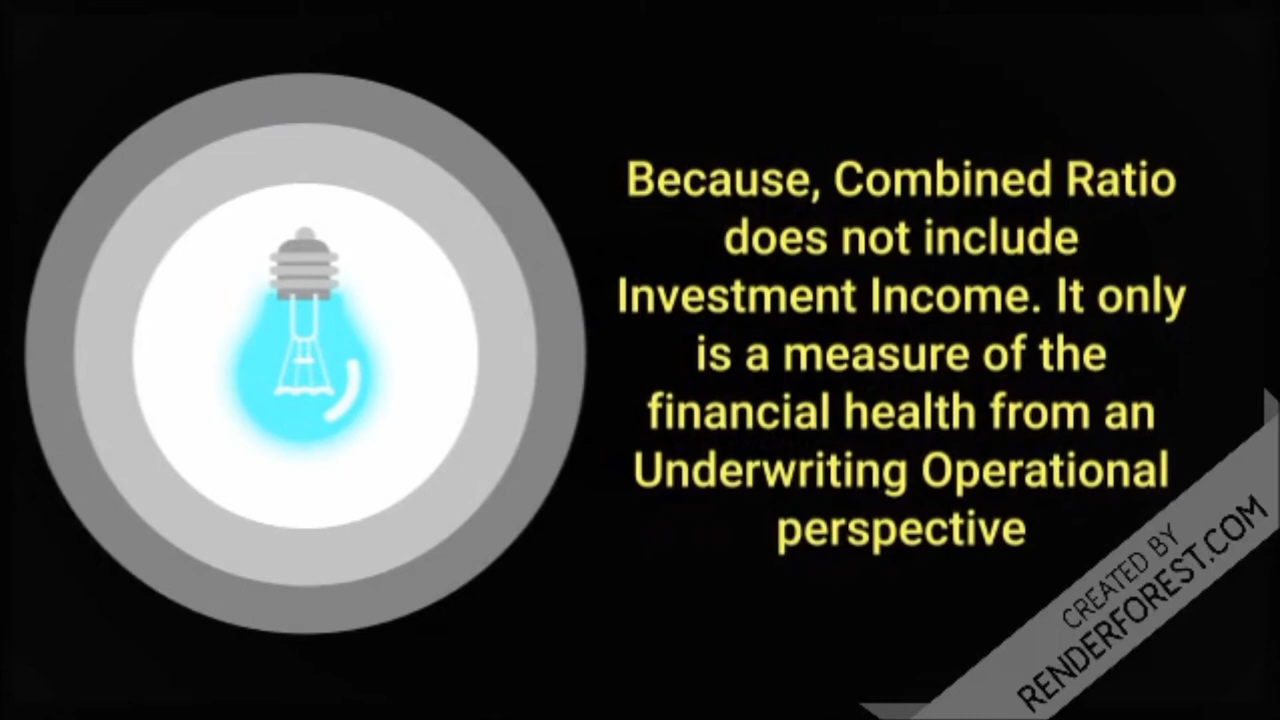 Because, Combined Ratio
does not include
Investment Income. It only
is a measure of the
financial health from an
Underwriting Operational
perspective
CREATED BY
RENDERFOREST.COM